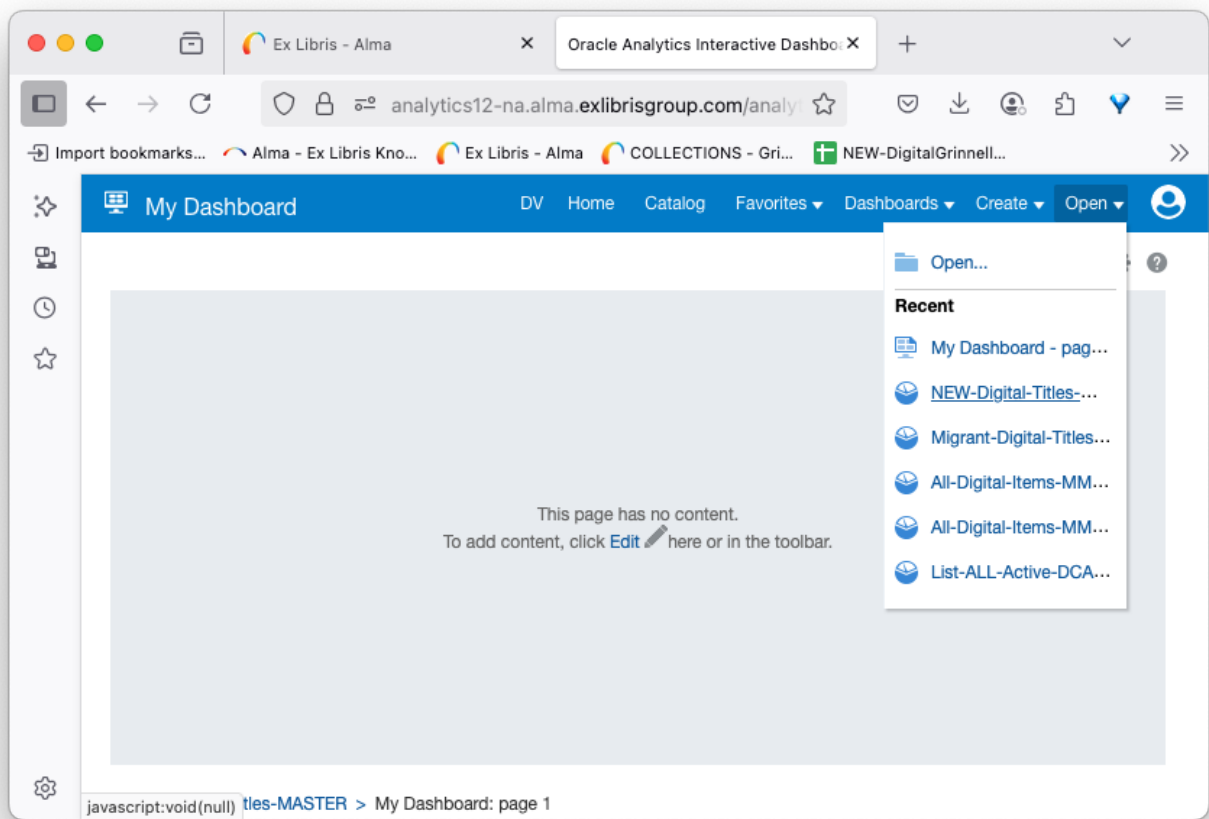 Ex Libris - Alma
Oracle Analytics Interactive Dashboa
analytics12-na.alma.exlibrisgroup.com/analyt
Import bookmarks... Alma - Ex Libris Kno... Ex Libris - Alma COLLECTIONS - Gri... NEW-DigitalGrinnell...
My Dashboard DV Home Catalog Favorites Dashboards Create Open
Open...
Recent
My Dashboard - pag...
NEW-Digital-Titles-...
Migrant-Digital-Titles...
All-Digital-Items-MM...
All-Digital-Items-MM...
List-ALL-Active-DCA...
This page has no content.
To add content, click Edit here or in the toolbar.
javascript:void(null) tles-MASTER > My Dashboard: page 1